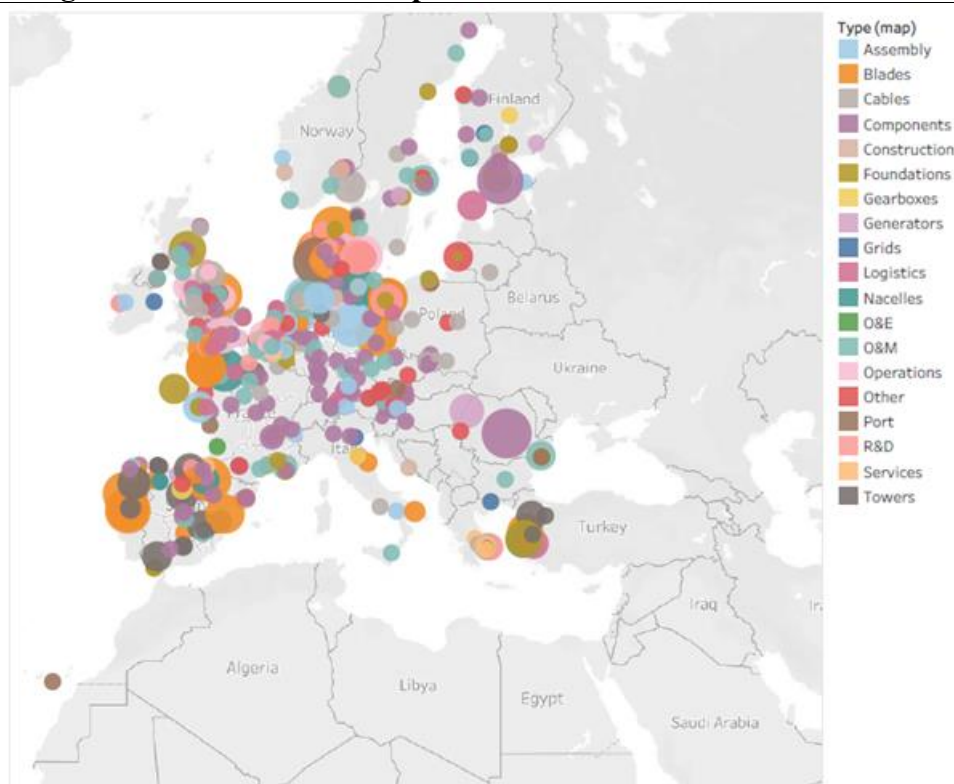 Type (map)
Assembly
Blades
Cables
Components
Construction
Foundations
Gearboxes
Generators
Grids
Logistics
Nacelles
O&E
O&M
Operations
Other
Port
R&D
Services
Towers
Finland
Norway
Belarus
Poland
Ukraine
Turkey
Iraq
Algeria
Libya
Egypt
Saudi Arabia